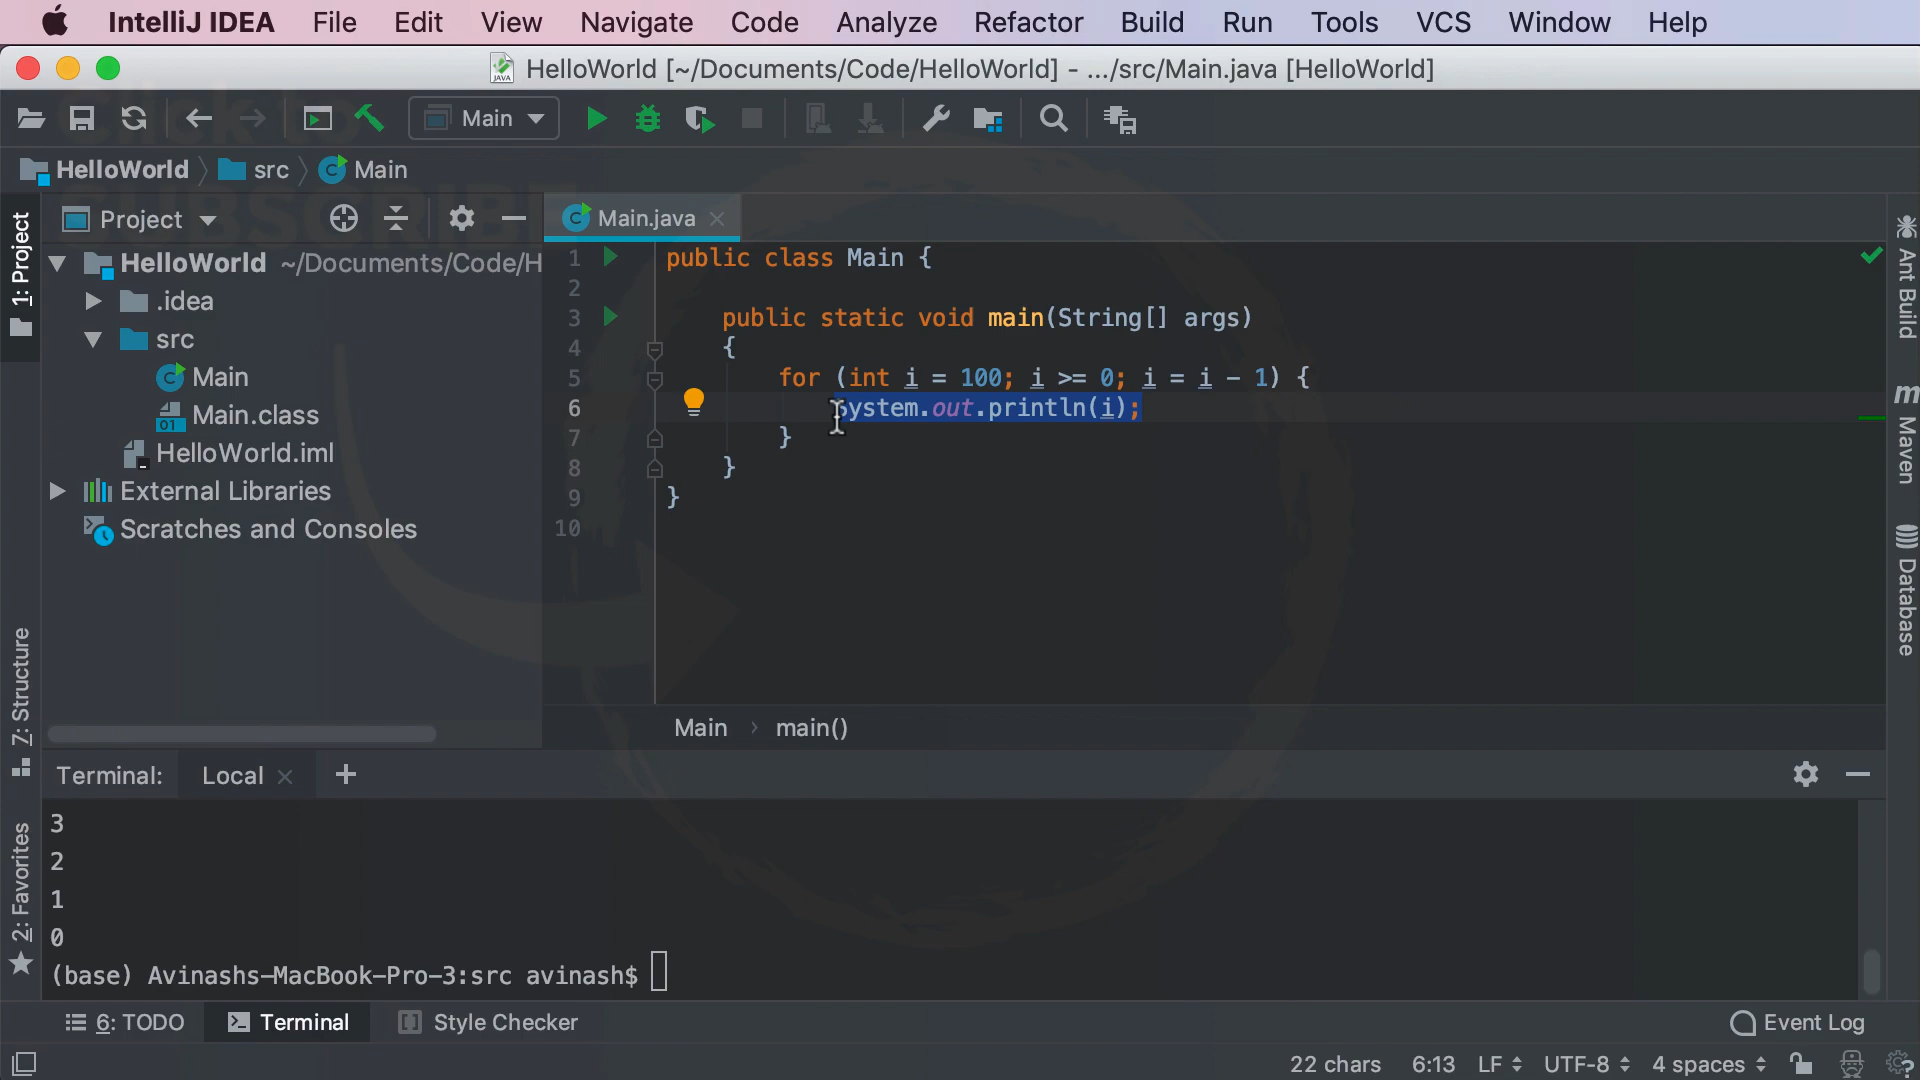 IntelliJ IDEA File Edit View Navigate Code Analyze Refactor Build Run Tools VCS Window Help
HelloWorld [~/Documents/Code/HelloWorld] - .../src/Main.java [HelloWorld]
Main
HelloWorld src Main
Project
Main.java
1: Project
HelloWorld ~/Documents/Code/H
.idea
src
Main
Main.class
HelloWorld.iml
External Libraries
Scratches and Consoles
1 public class Main {
2
3 public static void main(String[] args)
4 {
5 for (int i = 100; i >= 0; i = i - 1) {
6 System.out.println(i);
7 }
8 }
9 }
10
Ant Build
Maven
Database
Main › main()
Z: Structure
2: Favorites
Terminal: Local
3
2
1
0
(base) Avinashs-MacBook-Pro-3:src avinash$
6: TODO Terminal Style Checker Event Log
22 chars 6:13 LF UTF-8 4 spaces
Click to
SUBSCRIBE